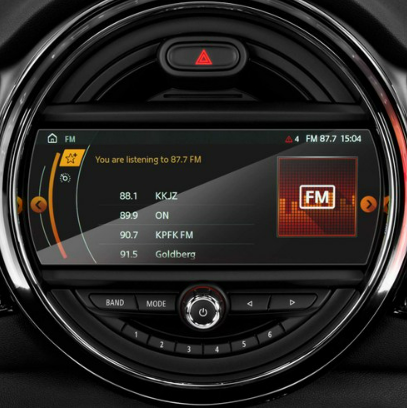 FM
4 FM 87.7 15:04
You are listening to 87.7 FM
88.1 KKJZ
89.9 ON
90.7 KPFK FM
91.5 Goldberg
FM
BAND MODE
1 2 3 4 5 6